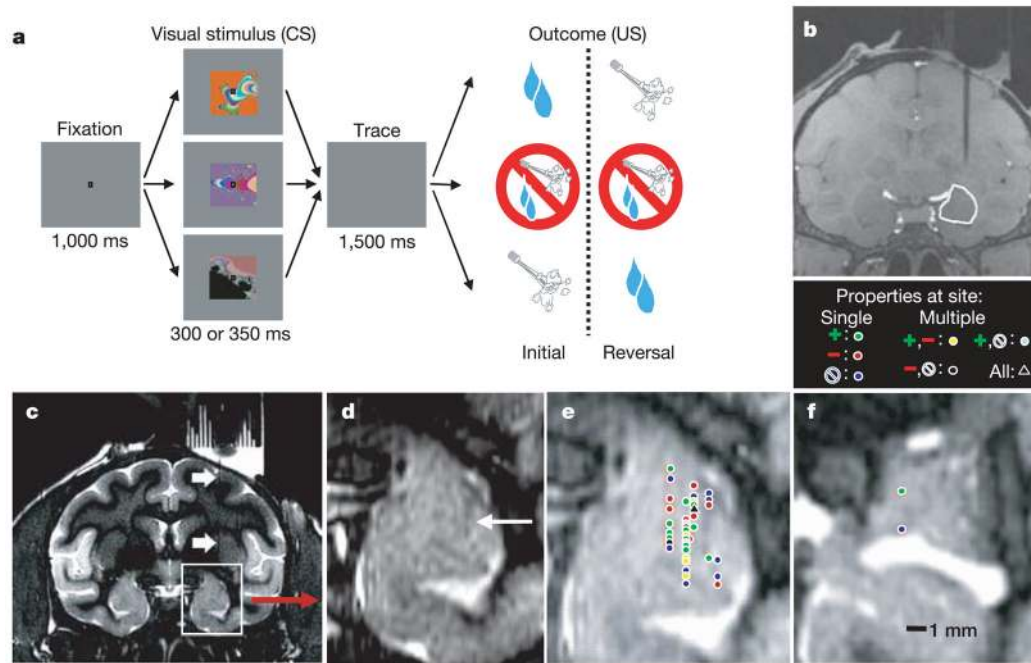 a
Visual stimulus (CS)
Outcome (US)
Fixation
Trace
1,000 ms
1,500 ms
300 or 350 ms
Initial
Reversal
b
Properties at site:
Single Multiple
+: +,–: +,:
–: –,: All:
:
c
d
e
f
1 mm